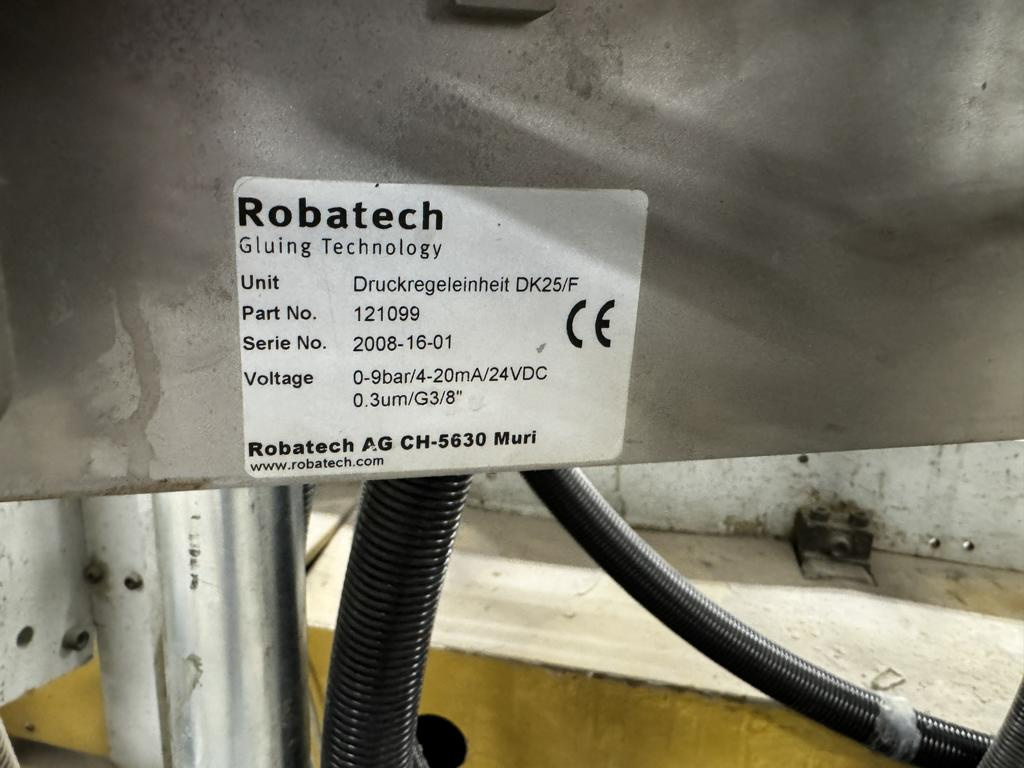 Robatech
Gluing Technology
Unit Druckregeleinheit DK25/F
Part No. 121099
Serie No. 2008-16-01
CE
Voltage 0-9bar/4-20mA/24VDC
0.3um/G3/8"
Robatech AG CH-5630 Muri
www.robatech.com